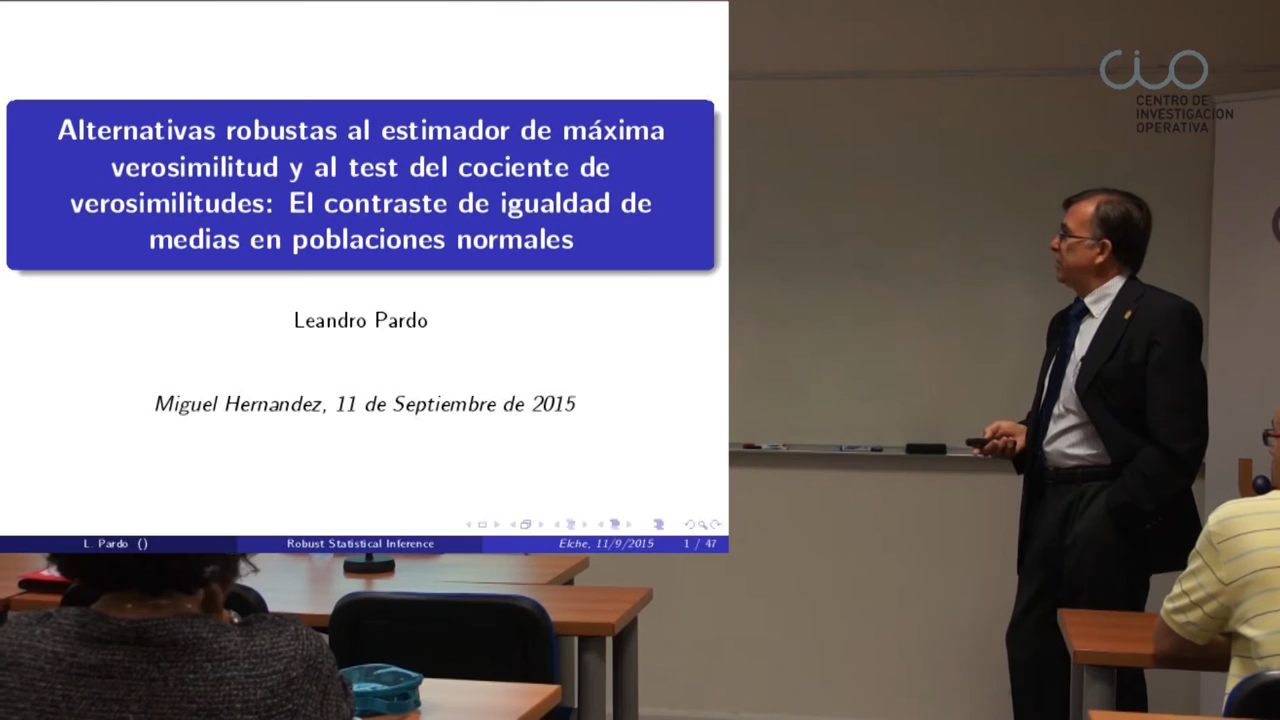 Alternativas robustas al estimador de máxima
verosimilitud y al test del cociente de
verosimilitudes: El contraste de igualdad de
medias en poblaciones normales
Leandro Pardo
Miguel Hernandez, 11 de Septiembre de 2015
L. Pardo ()
Robust Statistical Inference
Elche, 11/9/2015
1 / 47
CIO
CENTRO DE
INVESTIGACIÓN
OPERATIVA